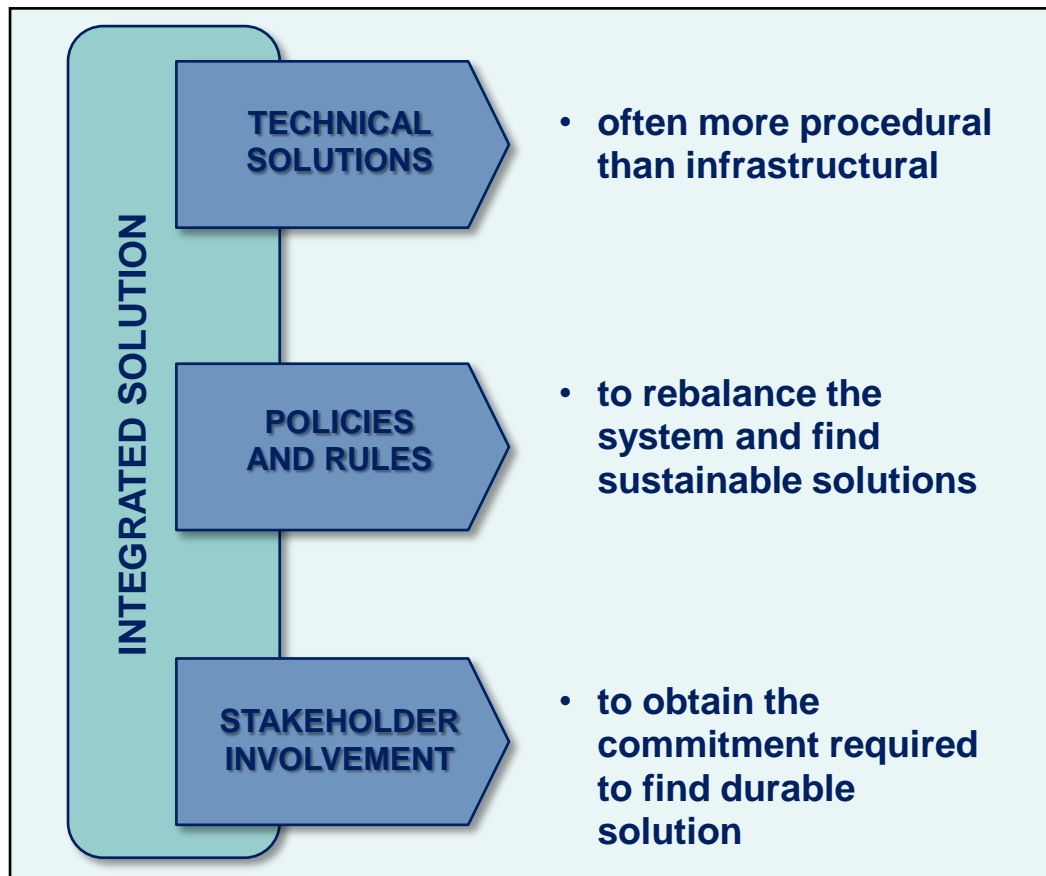 INTEGRATED SOLUTION
TECHNICAL
SOLUTIONS
• often more procedural
than infrastructural
POLICIES
AND RULES
• to rebalance the
system and find
sustainable solutions
STAKEHOLDER
INVOLVEMENT
• to obtain the
commitment required
to find durable
solution